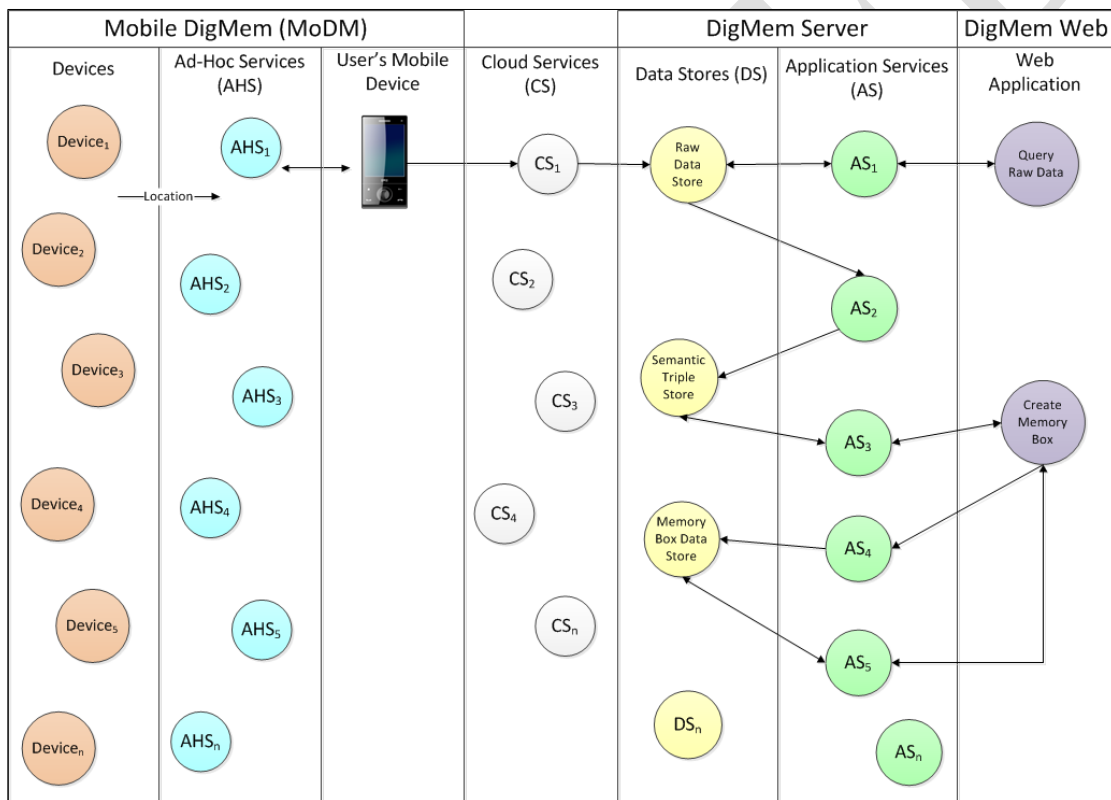 Mobile DigMem (MoDM)
DigMem Server
DigMem Web
Devices
Ad-Hoc Services
(AHS)
User's Mobile
Device
Cloud Services
(CS)
Data Stores (DS)
Application Services
(AS)
Web
Application
Device₁
AHS₁
CS₁
Raw
Data
Store
AS₁
Query
Raw Data
Location
Device₂
AHS₂
CS₂
AS₂
Device₃
AHS₃
CS₃
Semantic
Triple
Store
AS₃
Create
Memory
Box
Device₄
AHS₄
CS₄
Memory
Box Data
Store
AS₄
Device₅
AHS₅
CSₙ
AS₅
Deviceₙ
AHSₙ
DSₙ
ASₙ